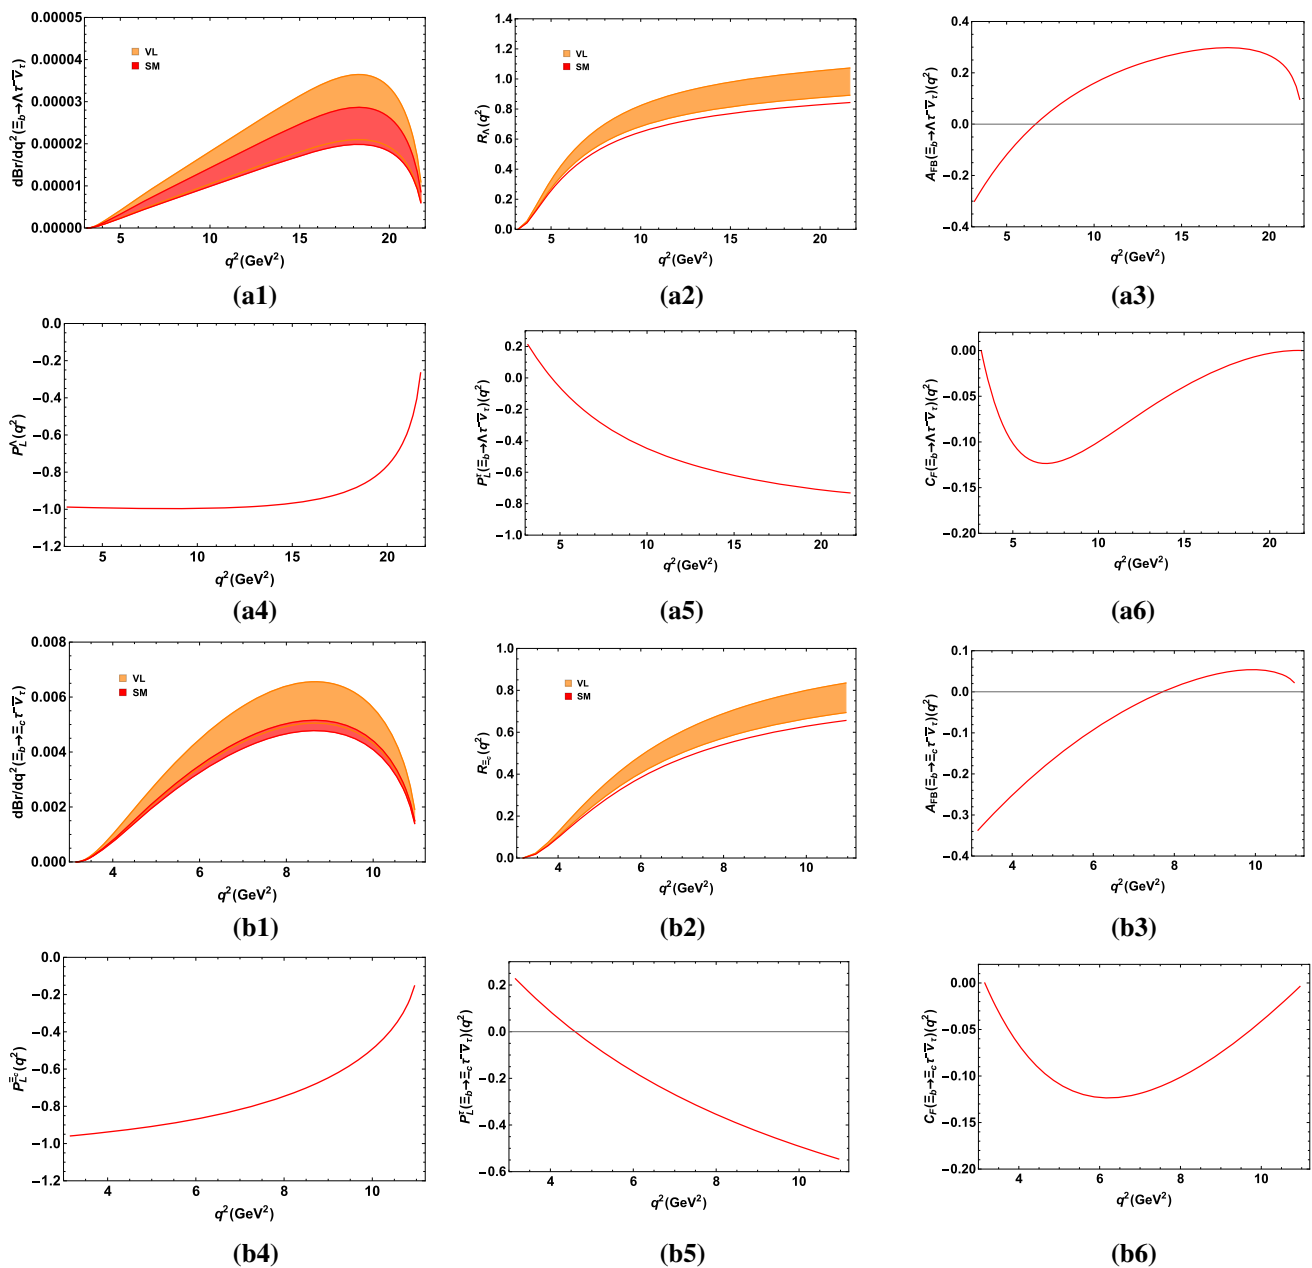 dBr/dq²(Ξb→Λτ⁻ν̄τ)
0.00005
0.00004
0.00003
0.00002
0.00001
0.00000
VL
SM
5 10 15 20
q²(GeV²)
(a1)
RΛ(q²)
1.4
1.2
1.0
0.8
0.6
0.4
0.2
0.0
VL
SM
5 10 15 20
q²(GeV²)
(a2)
AFB(Ξb→Λτ⁻ν̄τ)(q²)
0.4
0.2
0.0
−0.2
−0.4
5 10 15 20
q²(GeV²)
(a3)
PLΛ(q²)
0.0
−0.2
−0.4
−0.6
−0.8
−1.0
−1.2
5 10 15 20
q²(GeV²)
(a4)
PLτ(Ξb→Λτ⁻ν̄τ)(q²)
0.2
0.0
−0.2
−0.4
−0.6
−0.8
−1.0
5 10 15 20
q²(GeV²)
(a5)
CF(Ξb→Λτ⁻ν̄τ)(q²)
0.00
−0.05
−0.10
−0.15
−0.20
5 10 15 20
q²(GeV²)
(a6)
dBr/dq²(Ξb→Ξcτ⁻ν̄τ)
0.008
0.006
0.004
0.002
0.000
VL
SM
4 6 8 10
q²(GeV²)
(b1)
RΞc(q²)
1.0
0.8
0.6
0.4
0.2
0.0
VL
SM
4 6 8 10
q²(GeV²)
(b2)
AFB(Ξb→Ξcτ⁻ν̄τ)(q²)
0.1
0.0
−0.1
−0.2
−0.3
−0.4
4 6 8 10
q²(GeV²)
(b3)
PLΞc(q²)
0.0
−0.2
−0.4
−0.6
−0.8
−1.0
−1.2
4 6 8 10
q²(GeV²)
(b4)
PLτ(Ξb→Ξcτ⁻ν̄τ)(q²)
0.2
0.0
−0.2
−0.4
−0.6
4 6 8 10
q²(GeV²)
(b5)
CF(Ξb→Ξcτ⁻ν̄τ)(q²)
0.00
−0.05
−0.10
−0.15
−0.20
4 6 8 10
q²(GeV²)
(b6)